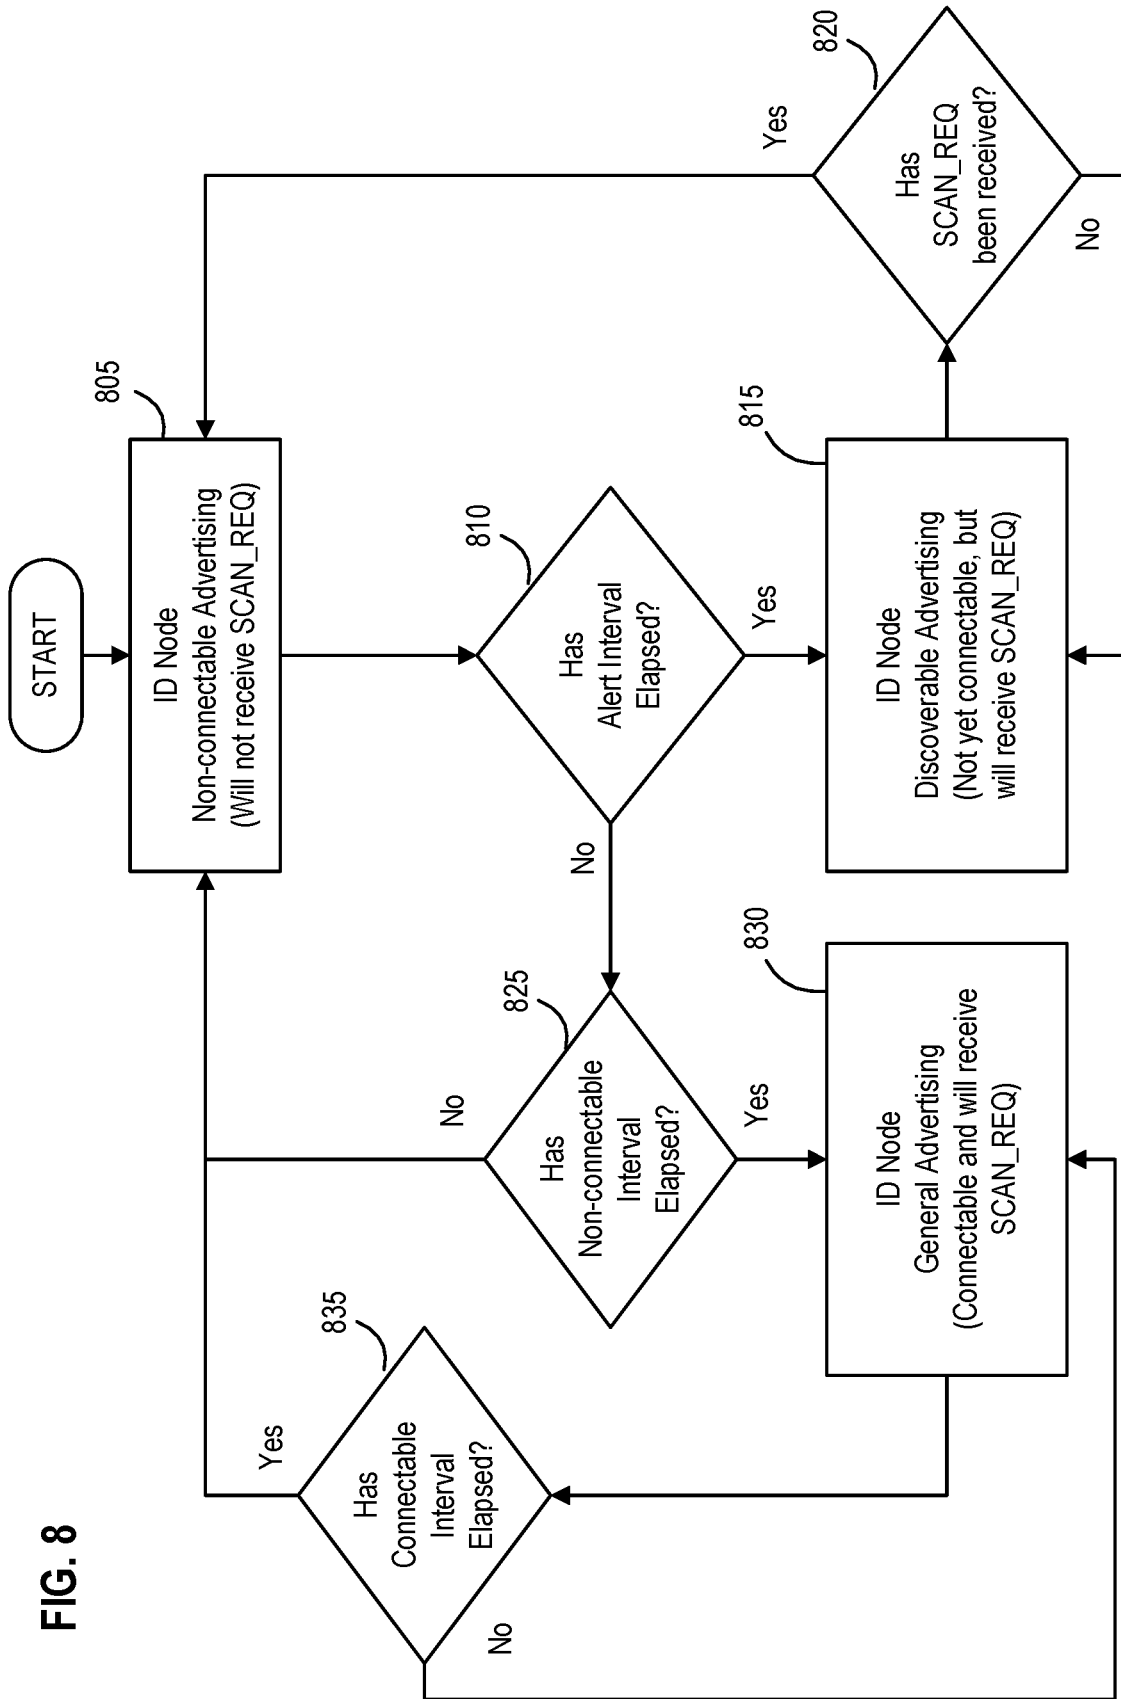 FIG. 8
START
805
ID Node
Non-connectable Advertising
(Will not receive SCAN_REQ)
810
Has
Alert Interval
Elapsed?
Yes
No
815
ID Node
Discoverable Advertising
(Not yet connectable, but
will receive SCAN_REQ)
820
Has
SCAN_REQ
been received?
Yes
No
825
Has
Non-connectable
Interval
Elapsed?
No
Yes
830
ID Node
General Advertising
(Connectable and will receive
SCAN_REQ)
835
Has
Connectable
Interval
Elapsed?
Yes
No